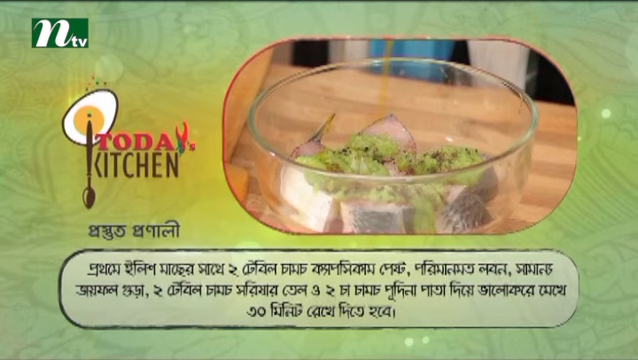 ntv
TODAY's
KITCHEN
প্রস্তুত প্রণালী
প্রথমে ইলিশ মাছের সাথে ২ টেবিল চামচ ক্যাপসিকাম পেষ্ট, পরিমানমত লবন, সামান্য
জয়ফল গুড়া, ২ টেবিল চামচ সরিষার তেল ও ২ চা চামচ পুদিনা পাতা দিয়ে ভালোকরে মেখে
৩০ মিনিট রেখে দিতে হবে।